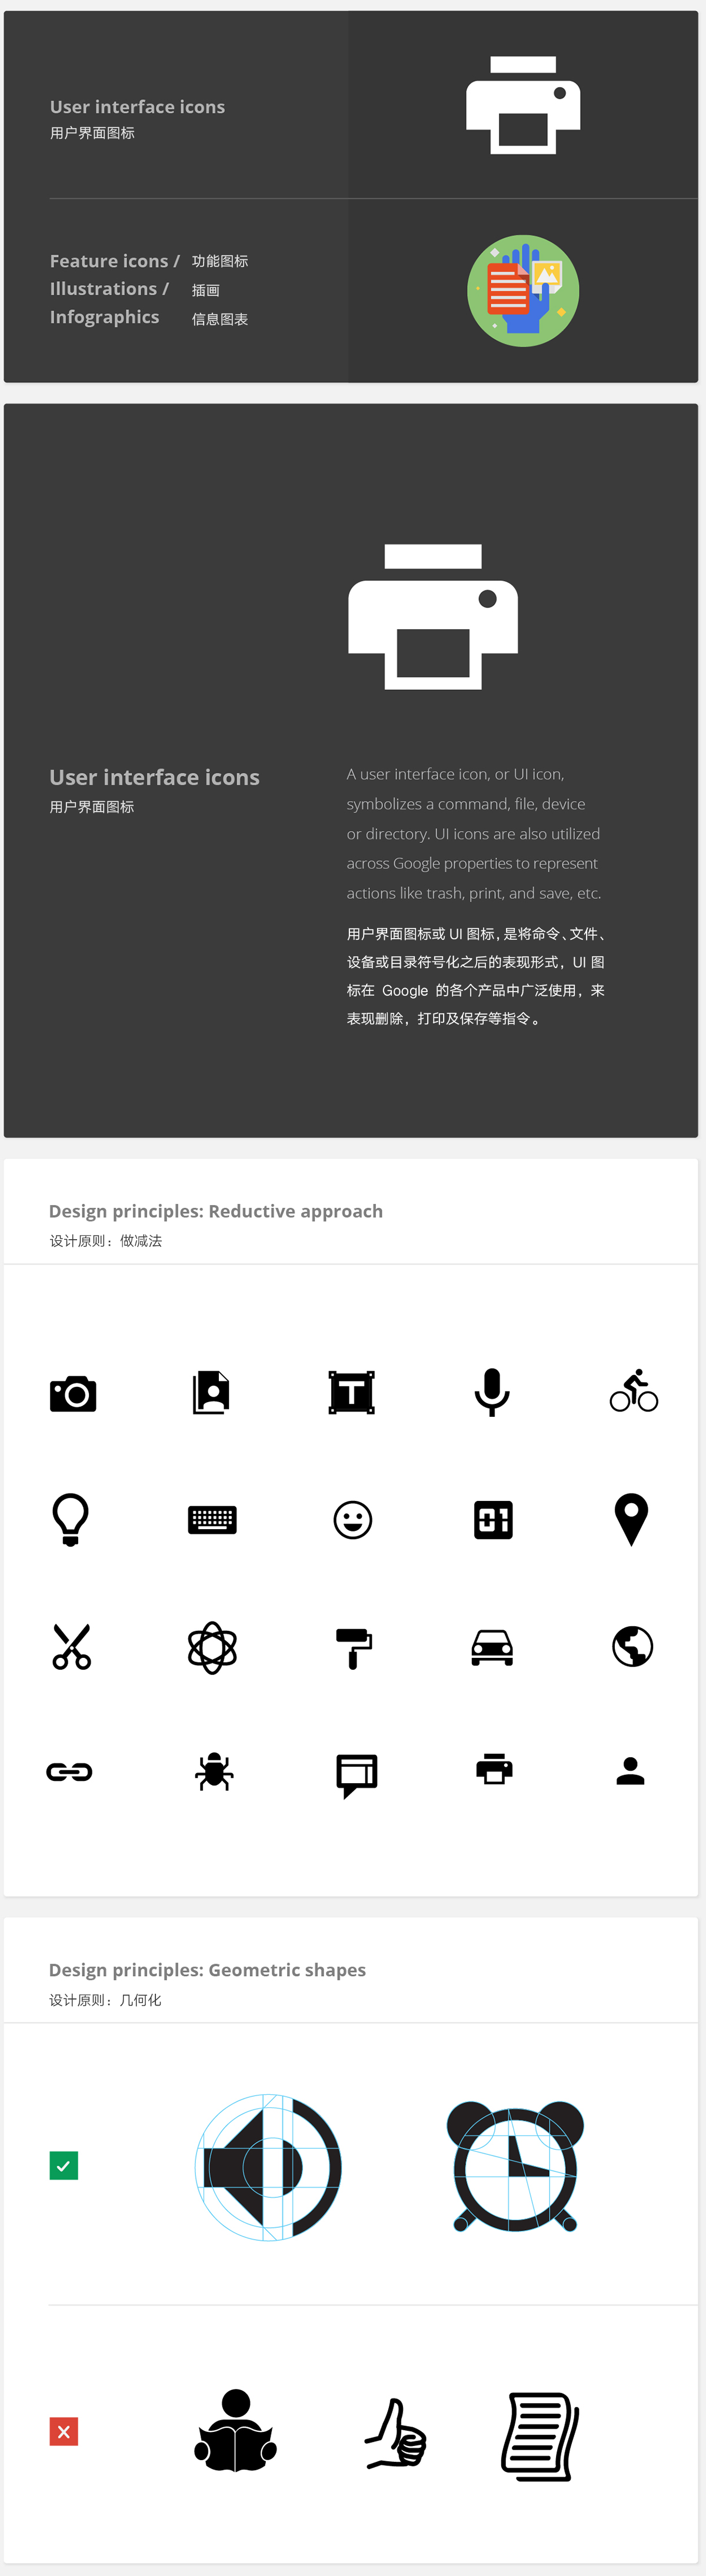 User interface icons
用户界面图标
Feature icons / 功能图标
Illustrations / 插画
Infographics 信息图表
User interface icons
用户界面图标
A user interface icon, or UI icon,
symbolizes a command, file, device
or directory. UI icons are also utilized
across Google properties to represent
actions like trash, print, and save, etc.
用户界面图标或 UI 图标，是将命令、文件、
设备或目录符号化之后的表现形式，UI 图
标在 Google 的各个产品中广泛使用，来
表现删除，打印及保存等指令。
Design principles: Reductive approach
设计原则：做减法
T
01
Design principles: Geometric shapes
设计原则：几何化